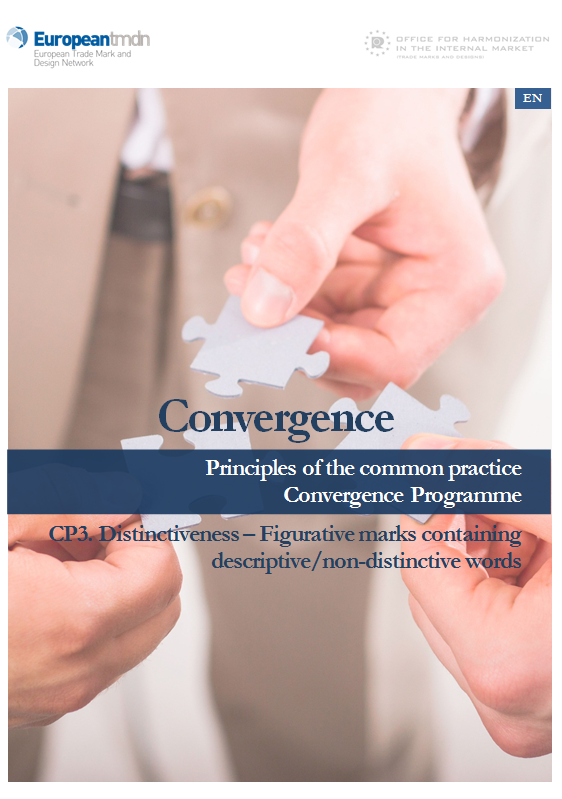 Europeantmdn
European Trade Mark and
Design Network
OFFICE FOR HARMONIZATION
IN THE INTERNAL MARKET
(TRADE MARKS AND DESIGNS)
EN
Convergence
Principles of the common practice
Convergence Programme
CP3. Distinctiveness – Figurative marks containing
descriptive/non-distinctive words